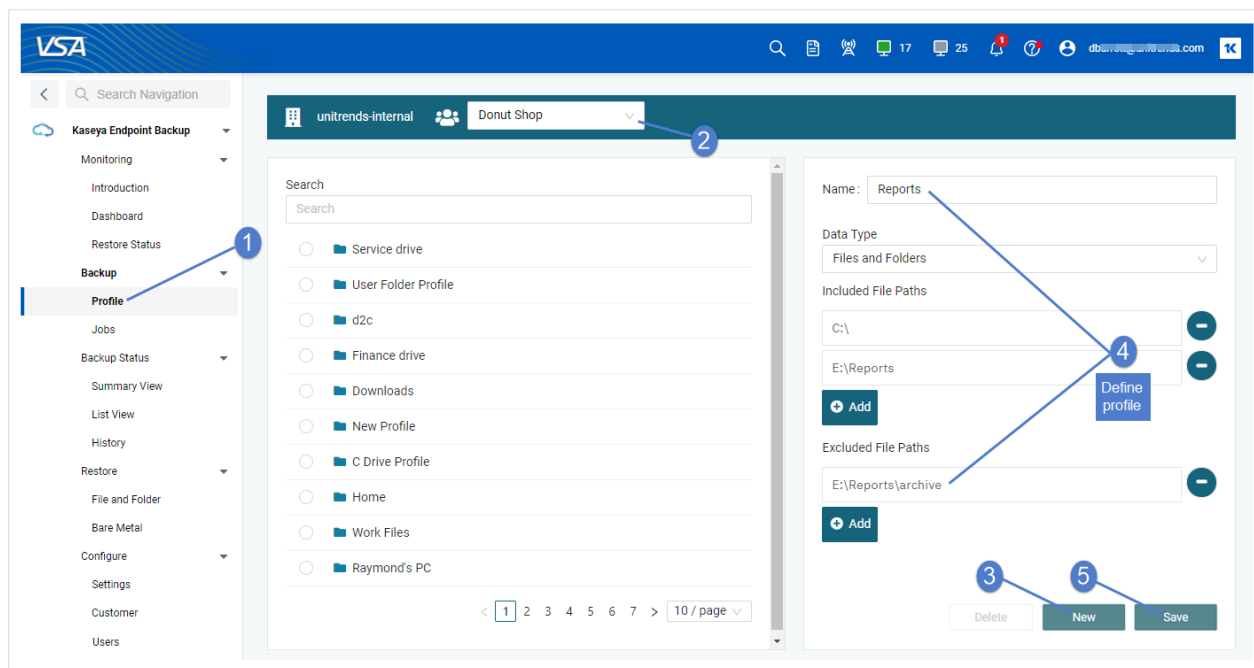 VSA
17
25
1
.com
K
Search Navigation
Kaseya Endpoint Backup
Monitoring
Introduction
Dashboard
Restore Status
Backup
Profile
Jobs
Backup Status
Summary View
List View
History
Restore
File and Folder
Bare Metal
Configure
Settings
Customer
Users
1
unitrends-internal
Donut Shop
2
Search
Search
Service drive
User Folder Profile
d2c
Finance drive
Downloads
New Profile
C Drive Profile
Home
Work Files
Raymond's PC
< 1 2 3 4 5 6 7 > 10 / page
Name: Reports
Data Type
Files and Folders
Included File Paths
C:\
E:\Reports
Add
4
Define
profile
Excluded File Paths
E:\Reports\archive
Add
3
5
Delete New Save